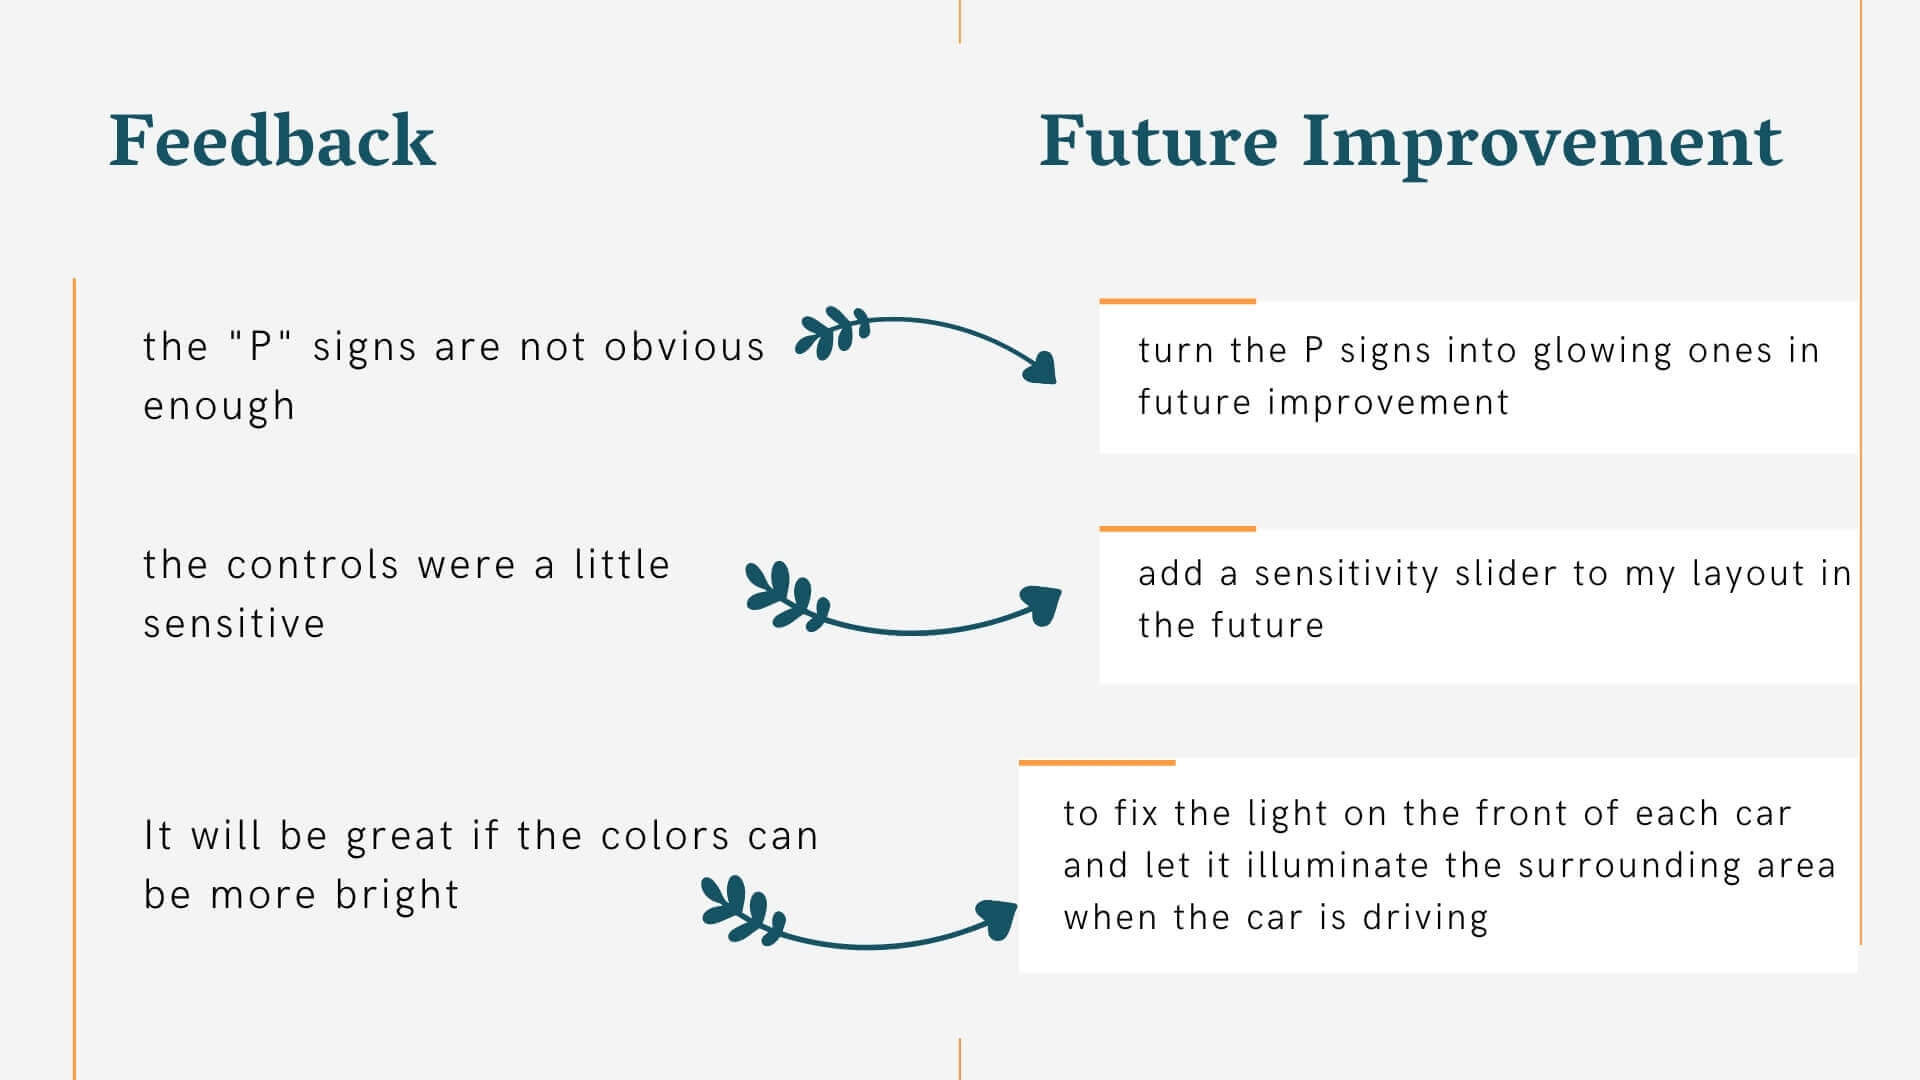 Feedback
Future Improvement
the "P" signs are not obvious
enough
turn the P signs into glowing ones in
future improvement
the controls were a little
sensitive
add a sensitivity slider to my layout in
the future
It will be great if the colors can
be more bright
to fix the light on the front of each car
and let it illuminate the surrounding area
when the car is driving